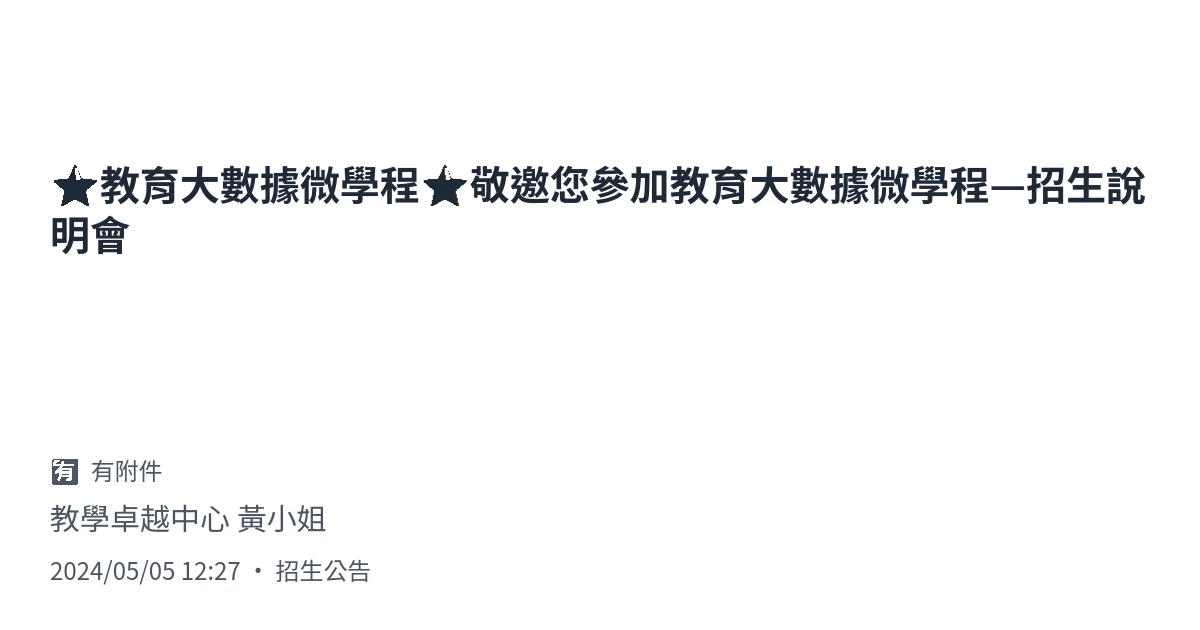 ★教育大數據微學程★敬邀您參加教育大數據微學程—招生說
明會
🈶 有附件
教學卓越中心 黃小姐
2024/05/05 12:27 • 招生公告